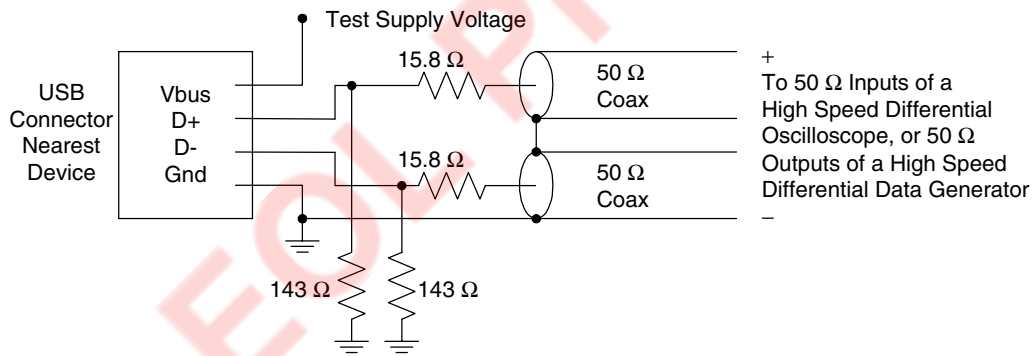 Test Supply Voltage
15.8 Ω
USB
Connector
Nearest
Device
Vbus
D+
D-
Gnd
50 Ω
Coax
15.8 Ω
50 Ω
Coax
+
To 50 Ω Inputs of a
High Speed Differential
Oscilloscope, or 50 Ω
Outputs of a High Speed
Differential Data Generator
−
143 Ω
143 Ω
EOL